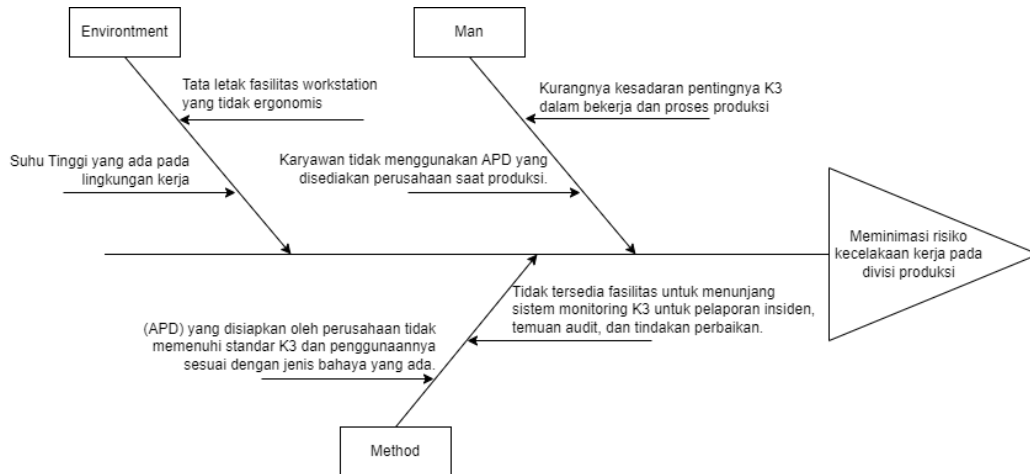 Environtment
Man
Tata letak fasilitas workstation
yang tidak ergonomis
Kurangnya kesadaran pentingnya K3
dalam bekerja dan proses produksi
Suhu Tinggi yang ada pada
lingkungan kerja
Karyawan tidak menggunakan APD yang
disediakan perusahaan saat produksi.
Meminimasi risiko
kecelakaan kerja pada
divisi produksi
Tidak tersedia fasilitas untuk menunjang
sistem monitoring K3 untuk pelaporan insiden,
temuan audit, dan tindakan perbaikan.
(APD) yang disiapkan oleh perusahaan tidak
memenuhi standar K3 dan penggunaannya
sesuai dengan jenis bahaya yang ada.
Method